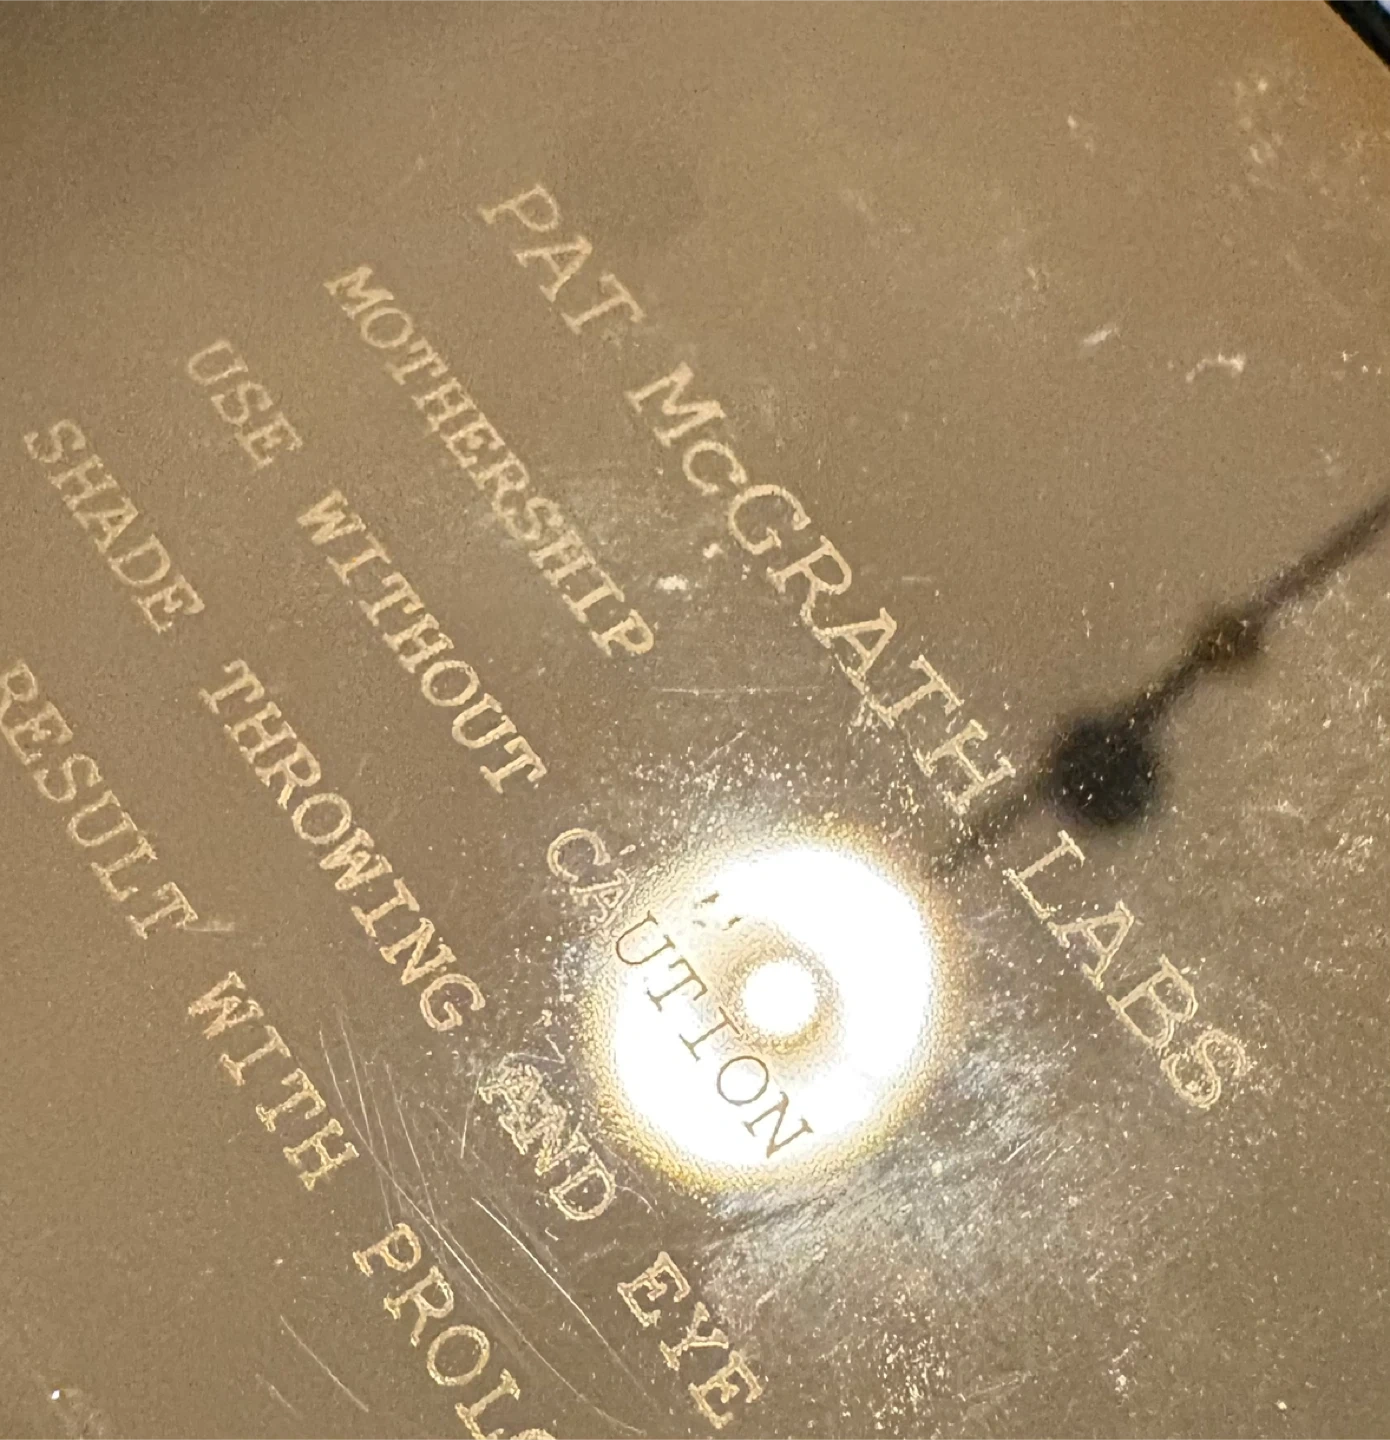 PAT McGRATH LABS
MOTHERSHIP
USE WITHOUT CAUTION
SHADE THROWING AND EYE
RESULT WITH